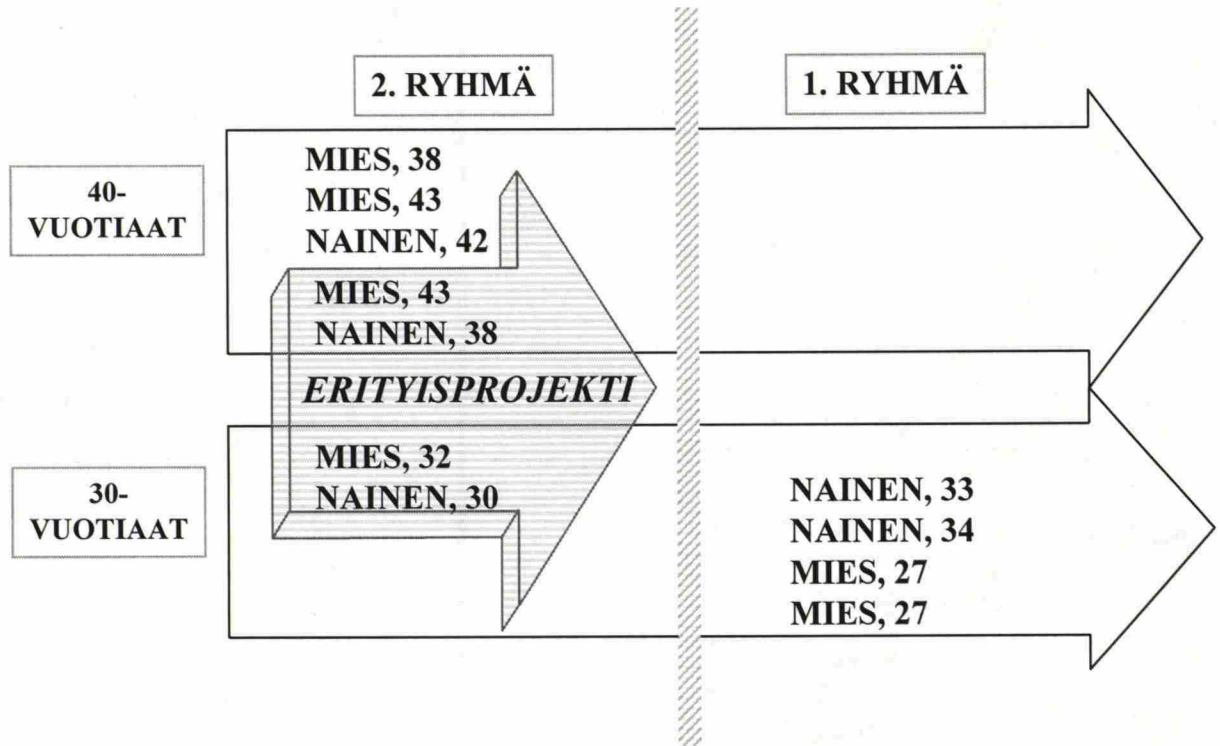 2. RYHMÄ
1. RYHMÄ
40-
VUOTIAAT
MIES, 38
MIES, 43
NAINEN, 42
MIES, 43
NAINEN, 38
ERITYISPROJEKTI
30-
VUOTIAAT
MIES, 32
NAINEN, 30
NAINEN, 33
NAINEN, 34
MIES, 27
MIES, 27